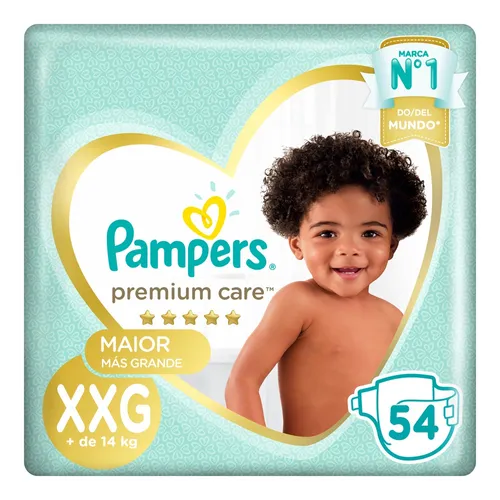 MARCA
Nº1
DO/DEL
MUNDO*
Pampers®
premium care™
MAIOR
MÁS GRANDE
XXG
+ de 14 kg
54